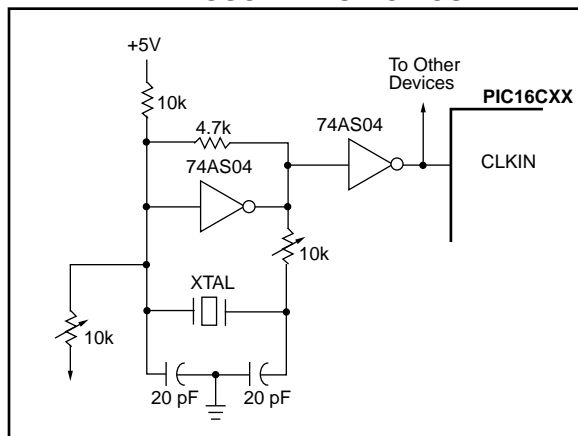 +5V
To Other
Devices
PIC16CXX
10k
4.7k
74AS04
74AS04
CLKIN
10k
XTAL
10k
20 pF
20 pF